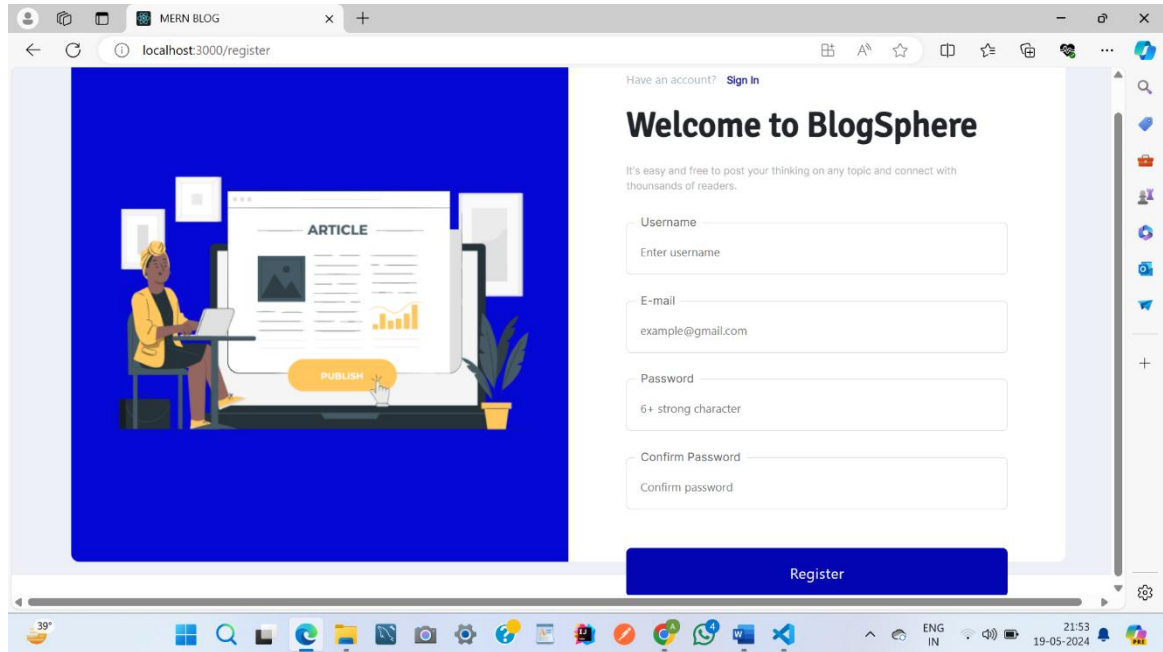 MERN BLOG
localhost:3000/register
Have an account? Sign In
Welcome to BlogSphere
It's easy and free to post your thinking on any topic and connect with
thounsands of readers.
Username
Enter username
E-mail
example@gmail.com
Password
6+ strong character
Confirm Password
Confirm password
Register
ARTICLE
PUBLISH
39°
4
ENG
IN
21:53
19-05-2024
PRE